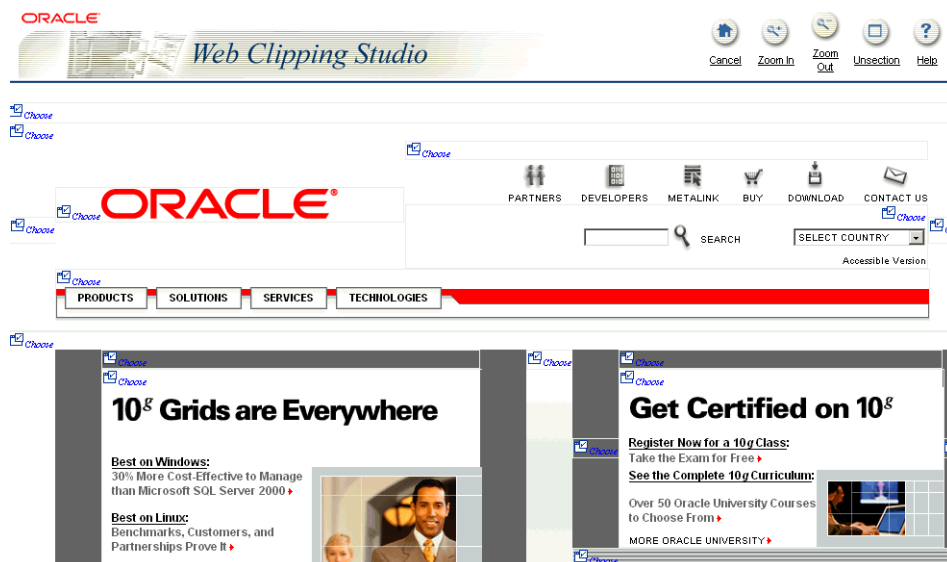 ORACLE
Web Clipping Studio
Cancel
Zoom In
Zoom Out
Unsection
Help
Choose
Choose
Choose
PARTNERS
DEVELOPERS
METALINK
BUY
DOWNLOAD
CONTACT US
Choose
ORACLE®
Choose
Choose
SEARCH
SELECT COUNTRY
Accessible Version
Choose
PRODUCTS
SOLUTIONS
SERVICES
TECHNOLOGIES
Choose
Choose
Choose
10g Grids are Everywhere
Best on Windows:
30% More Cost-Effective to Manage
than Microsoft SQL Server 2000
Best on Linux:
Benchmarks, Customers, and
Partnerships Prove It
Choose
Choose
Choose
Get Certified on 10g
Choose
Register Now for a 10g Class:
Take the Exam for Free
See the Complete 10g Curriculum:
Over 50 Oracle University Courses
to Choose From
MORE ORACLE UNIVERSITY
Choose